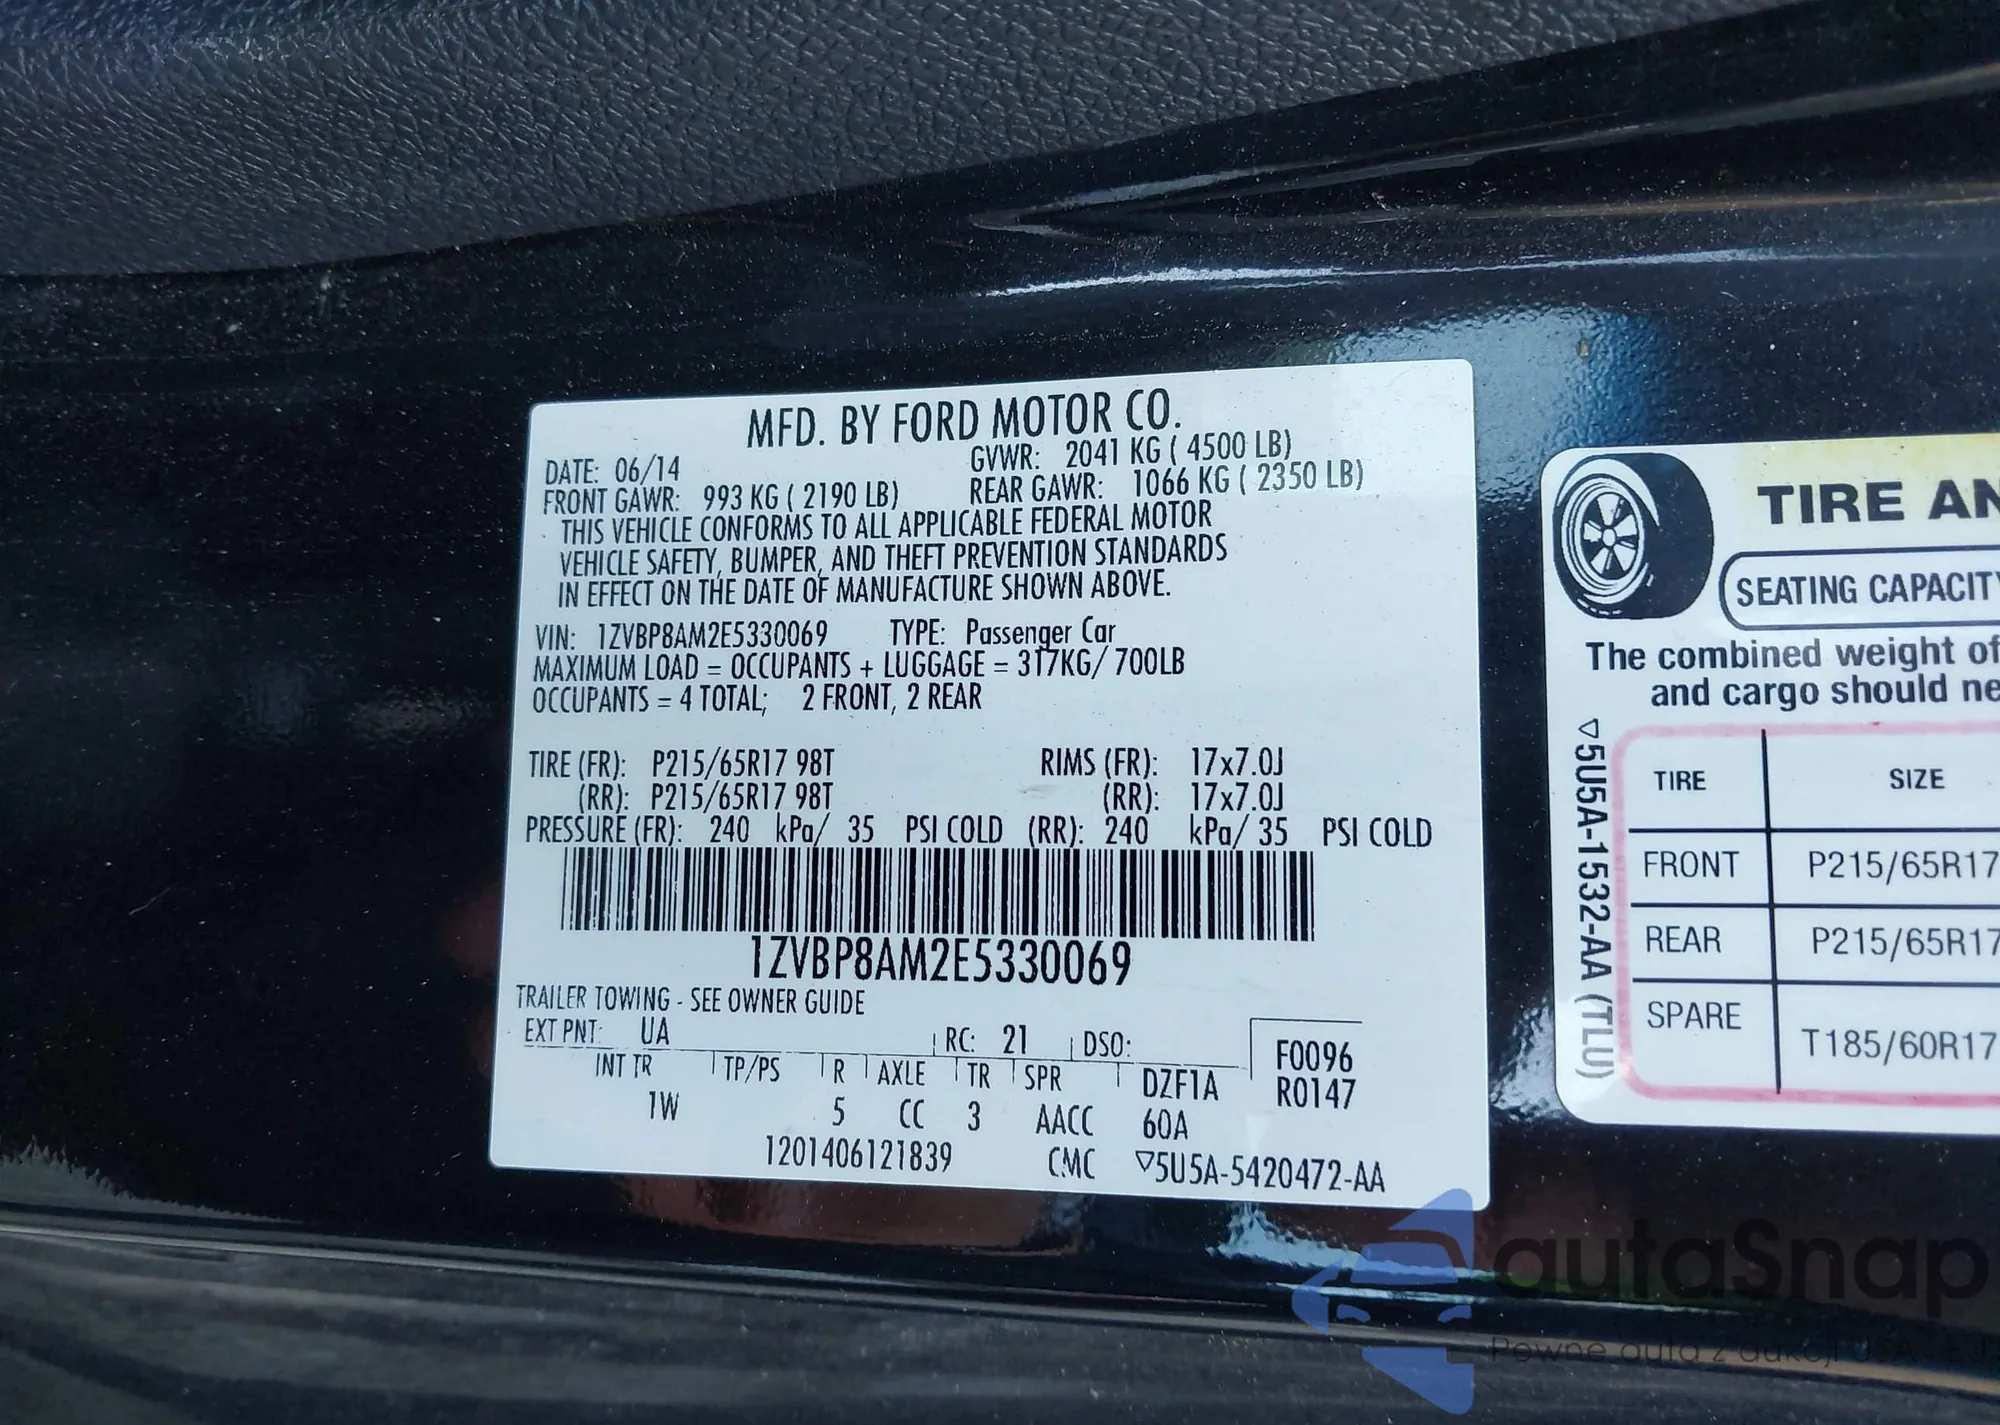 MFD. BY FORD MOTOR CO.
DATE: 06/14 GVWR: 2041 KG ( 4500 LB)
FRONT GAWR: 993 KG ( 2190 LB) REAR GAWR: 1066 KG ( 2350 LB)
THIS VEHICLE CONFORMS TO ALL APPLICABLE FEDERAL MOTOR
VEHICLE SAFETY, BUMPER, AND THEFT PREVENTION STANDARDS
IN EFFECT ON THE DATE OF MANUFACTURE SHOWN ABOVE.
VIN: 1ZVBP8AM2E5330069 TYPE: Passenger Car
MAXIMUM LOAD = OCCUPANTS + LUGGAGE = 317KG/ 700LB
OCCUPANTS = 4 TOTAL; 2 FRONT, 2 REAR
TIRE (FR): P215/65R17 98T RIMS (FR): 17x7.0J
(RR): P215/65R17 98T (RR): 17x7.0J
PRESSURE (FR): 240 kPa/ 35 PSI COLD (RR): 240 kPa/ 35 PSI COLD
1ZVBP8AM2E5330069
TRAILER TOWING - SEE OWNER GUIDE
EXT PNT: UA RC: 21 DSO: F0096
INT TR TP/PS R AXLE TR SPR DZF1A R0147
1W 5 CC 3 AACC 60A
1201406121839 CMC ▽5U5A-5420472-AA
TIRE AN
SEATING CAPACITY
The combined weight of
and cargo should ne
▽5U5A-1532-AA (TLU)
TIRE SIZE
FRONT P215/65R17
REAR P215/65R17
SPARE T185/60R17
autaSnap
Pewne auta z aukcji USA